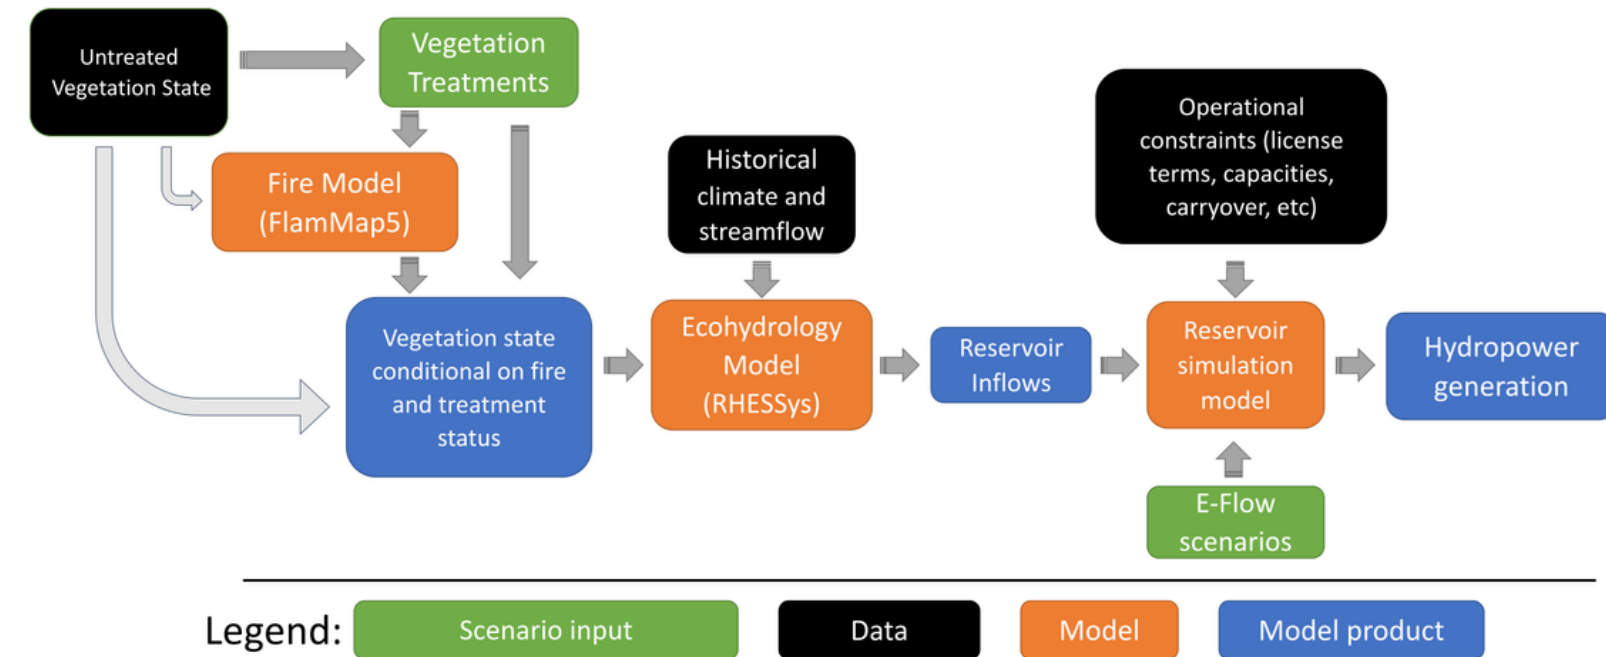 Untreated
Vegetation State
Vegetation
Treatments
Fire Model
(FlamMap5)
Vegetation state
conditional on fire
and treatment
status
Historical
climate and
streamflow
Ecohydrology
Model
(RHESSys)
Reservoir
Inflows
Operational
constraints (license
terms, capacities,
carryover, etc)
Reservoir
simulation
model
Hydropower
generation
E-Flow
scenarios
Legend:
Scenario input
Data
Model
Model product